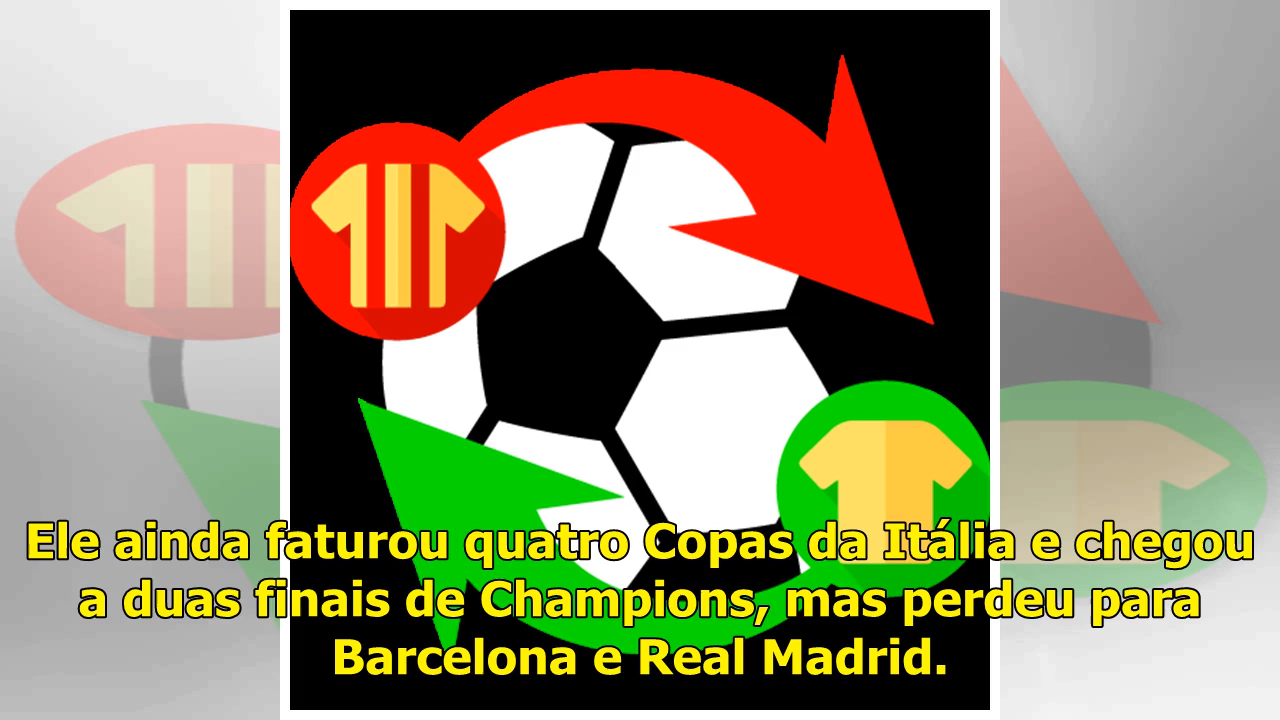 Ele ainda faturou quatro Copas da Itália e chegou
a duas finais de Champions, mas perdeu para
Barcelona e Real Madrid.